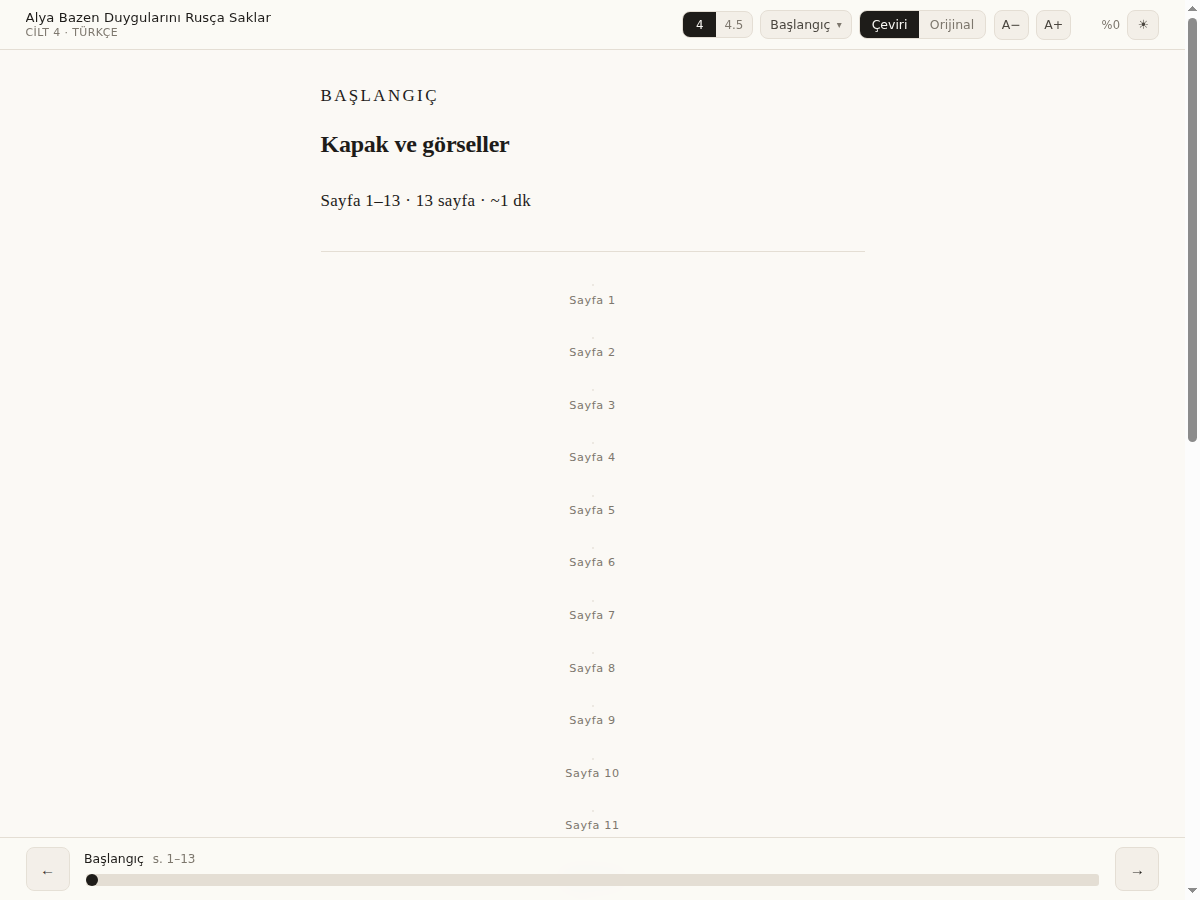 Alya Bazen Duygularını Rusça Saklar
CİLT 4 · TÜRKÇE
4 4.5 Başlangıç ▾ Çeviri Orijinal A− A+ %0 ☀
BAŞLANGIÇ
Kapak ve görseller
Sayfa 1–13 · 13 sayfa · ~1 dk
Sayfa 1
Sayfa 2
Sayfa 3
Sayfa 4
Sayfa 5
Sayfa 6
Sayfa 7
Sayfa 8
Sayfa 9
Sayfa 10
Sayfa 11
← Başlangıç s. 1–13 →